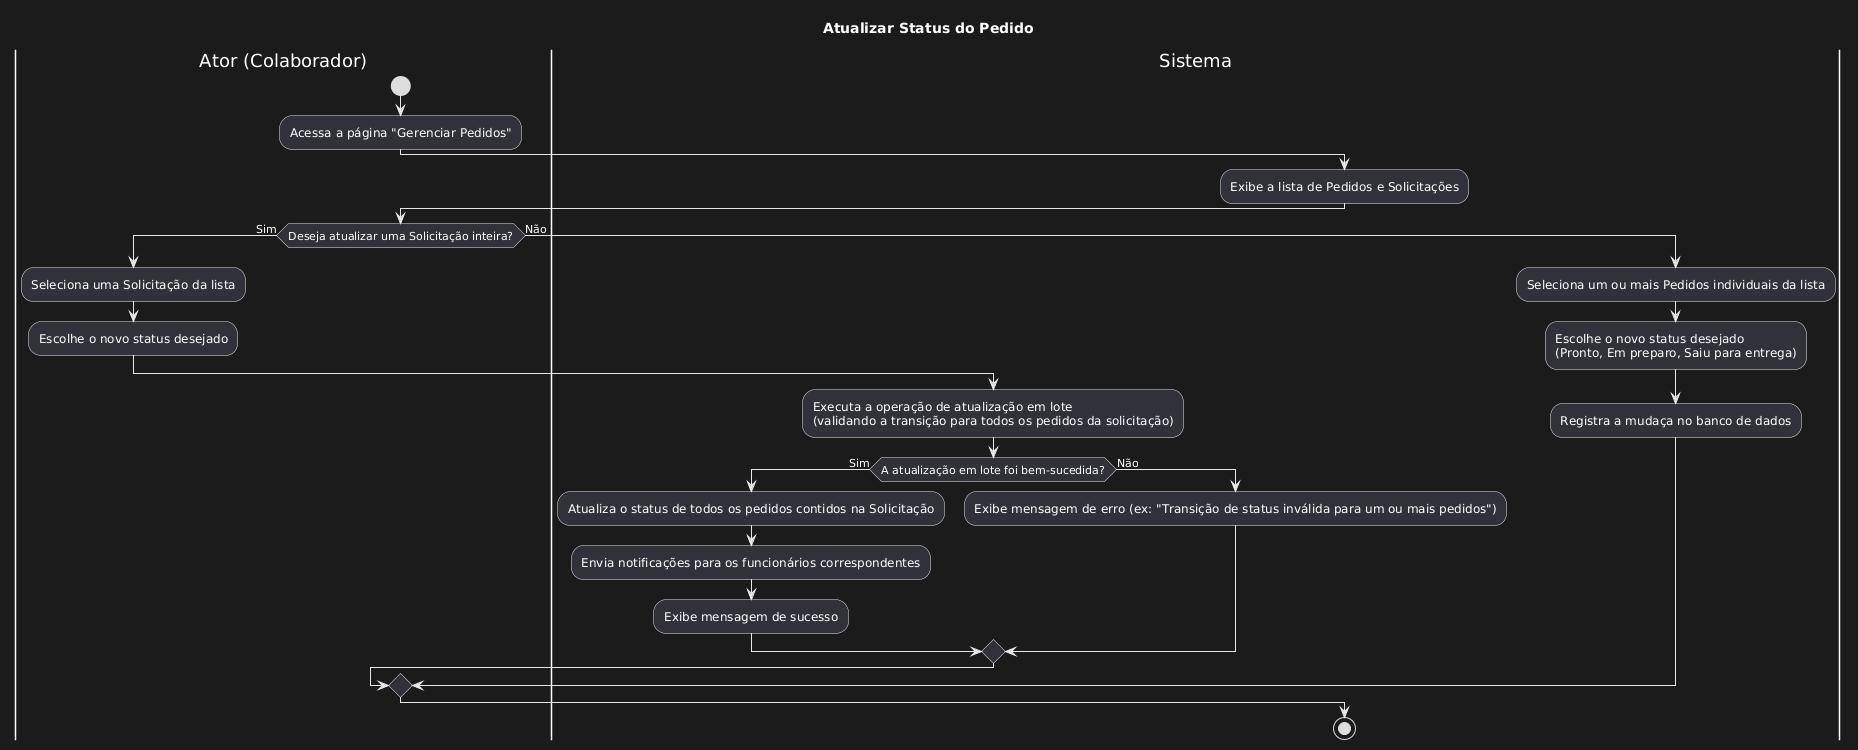 Atualizar Status do Pedido
Ator (Colaborador)
Sistema
Acessa a página "Gerenciar Pedidos"
Exibe a lista de Pedidos e Solicitações
Sim
Deseja atualizar uma Solicitação inteira?
Não
Seleciona uma Solicitação da lista
Seleciona um ou mais Pedidos individuais da lista
Escolhe o novo status desejado
Escolhe o novo status desejado
(Pronto, Em preparo, Saiu para entrega)
Executa a operação de atualização em lote
(validando a transição para todos os pedidos da solicitação)
Registra a mudaça no banco de dados
Sim
A atualização em lote foi bem-sucedida?
Não
Atualiza o status de todos os pedidos contidos na Solicitação
Exibe mensagem de erro (ex: "Transição de status inválida para um ou mais pedidos")
Envia notificações para os funcionários correspondentes
Exibe mensagem de sucesso